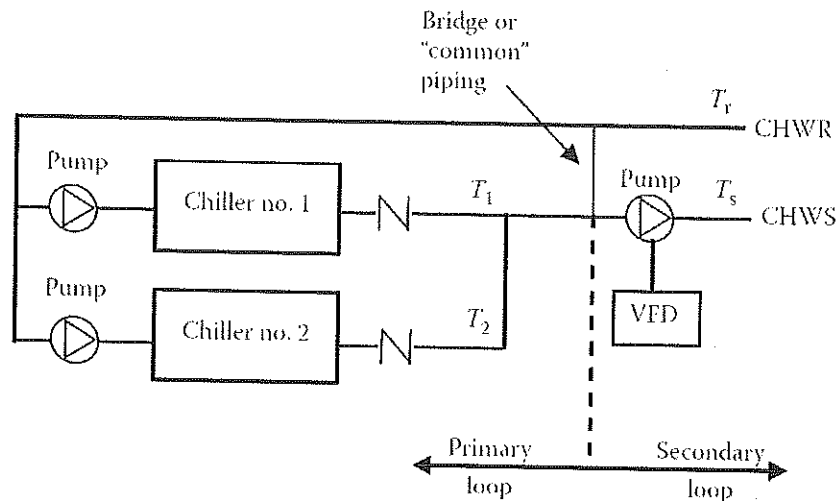 Bridge or
"common"
piping
T_r
CHWR
Pump
Chiller no. 1
T_1
Pump
T_s
CHWS
Pump
Chiller no. 2
T_2
VFD
Primary
loop
Secondary
loop